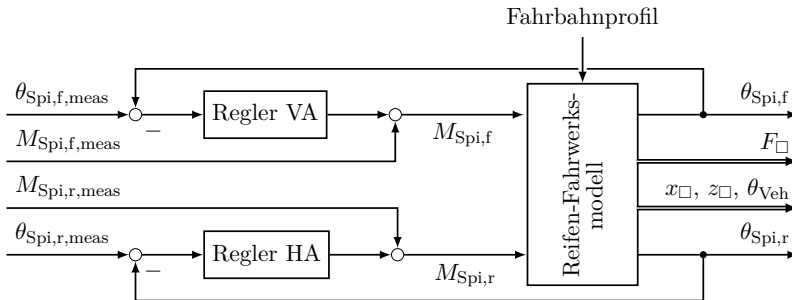 Fahrbahnprofil
θSpi,f,meas
Regler VA
−
MSpi,f
θSpi,f
MSpi,f,meas
F□
MSpi,r,meas
x□, z□, θVeh
Reifen-Fahrwerks-
modell
θSpi,r,meas
Regler HA
−
MSpi,r
θSpi,r